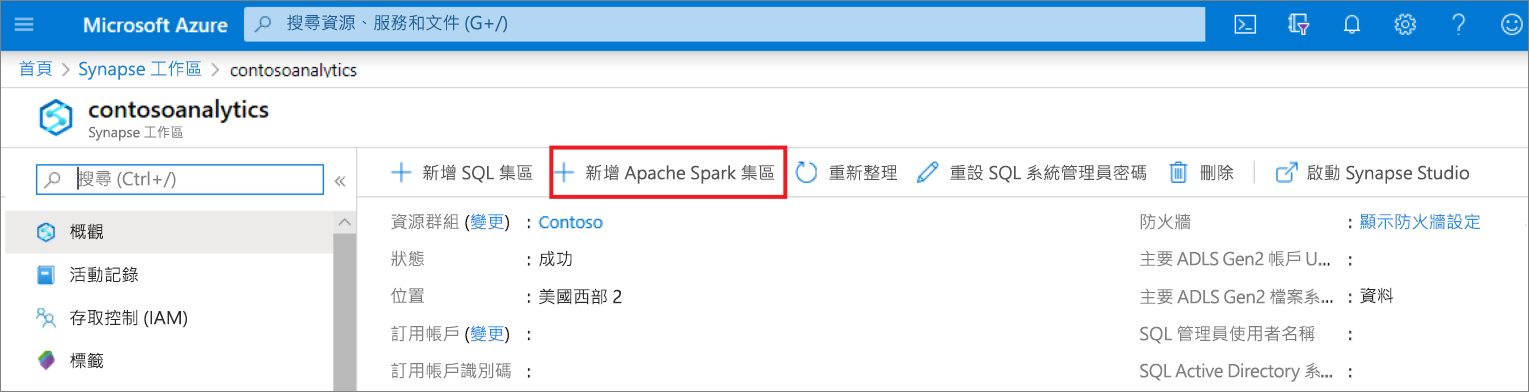 Microsoft Azure 搜尋資源、服務和文件 (G+/)
首頁 > Synapse 工作區 > contosoanalytics
contosoanalytics
Synapse 工作區
搜尋 (Ctrl+/) «
概觀
活動記錄
存取控制 (IAM)
標籤
新增 SQL 集區 新增 Apache Spark 集區 重新整理 重設 SQL 系統管理員密碼 刪除 啟動 Synapse Studio
資源群組 (變更) : Contoso
狀態 : 成功
位置 : 美國西部 2
訂用帳戶 (變更) :
訂用帳戶識別碼 :
防火牆 : 顯示防火牆設定
主要 ADLS Gen2 帳戶 U... :
主要 ADLS Gen2 檔案系... : 資料
SQL 管理員使用者名稱 :
SQL Active Directory 系... :